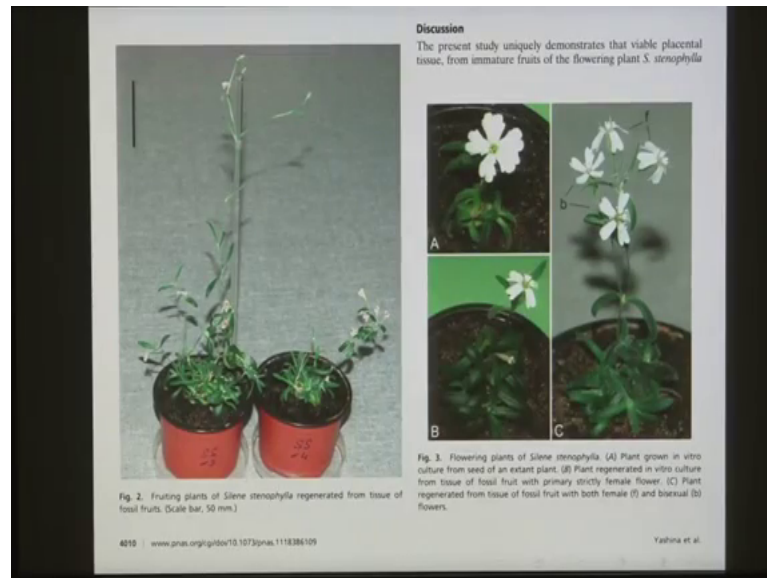 Discussion
The present study uniquely demonstrates that viable placental
tissue, from immature fruits of the flowering plant S. stenophylla
f
b
A
B
C
Fig. 3. Flowering plants of Silene stenophylla. (A) Plant grown in vitro
culture from seed of an extant plant. (B) Plant regenerated in vitro culture
from tissue of fossil fruit with primary strictly female flower. (C) Plant
regenerated from tissue of fossil fruit with both female (f) and bisexual (b)
flowers.
Fig. 2. Fruiting plants of Silene stenophylla regenerated from tissue of
fossil fruits. (Scale bar, 50 mm.)
4010 | www.pnas.org/cgi/doi/10.1073/pnas.1118386109
Yashina et al.